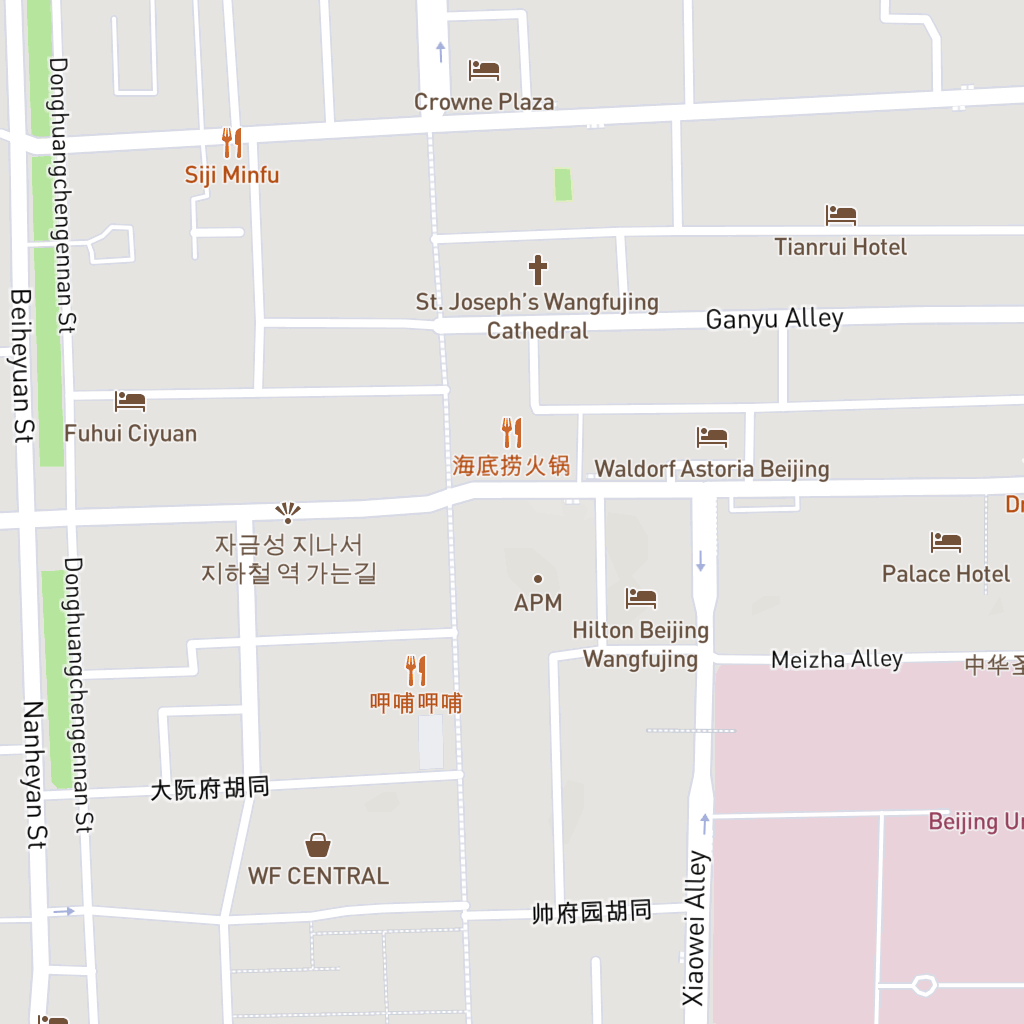 Crowne Plaza
Siji Minfu
Donghuangchengennan St
Tianrui Hotel
St. Joseph's Wangfujing
Cathedral
Ganyu Alley
Beiheyuan St
Fuhui Ciyuan
海底捞火锅
Waldorf Astoria Beijing
자금성 지나서
지하철 역 가는길
Palace Hotel
APM
Hilton Beijing
Wangfujing
Meizha Alley
Donghuangchengennan St
呷哺呷哺
Nanheyan St
大阮府胡同
WF CENTRAL
帅府园胡同
Xiaowei Alley
Beijing